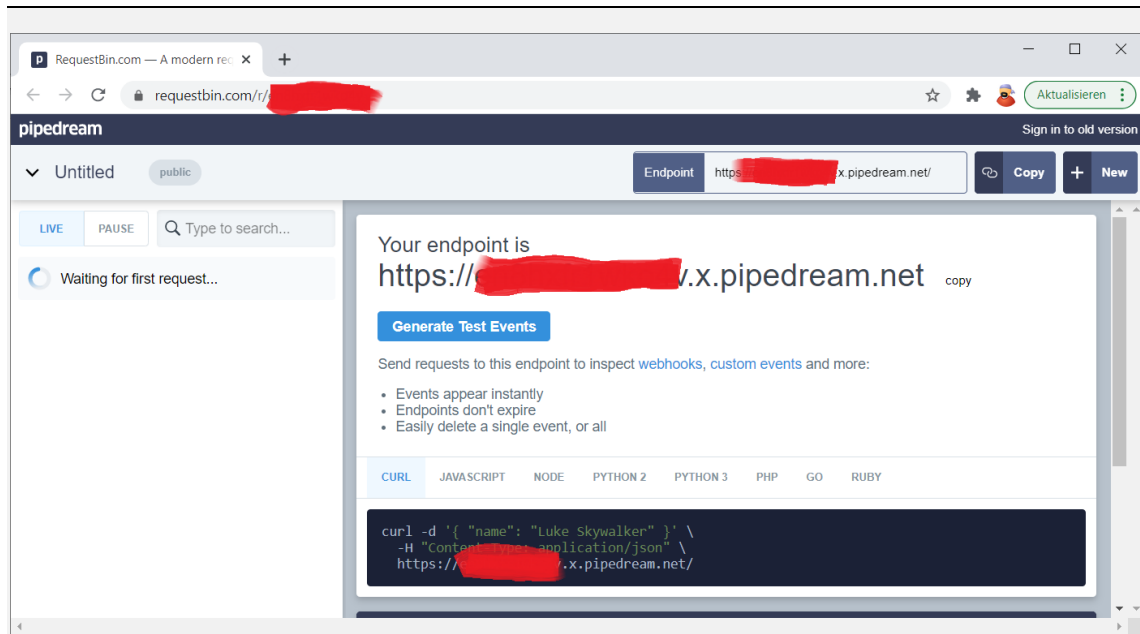 RequestBin.com — A modern rec
requestbin.com/r/
Aktualisieren
pipedream
Sign in to old version
Untitled
public
Endpoint
https
x.pipedream.net/
Copy
New
LIVE
PAUSE
Type to search...
Waiting for first request...
Your endpoint is
https:// v.x.pipedream.net
copy
Generate Test Events
Send requests to this endpoint to inspect webhooks, custom events and more:
• Events appear instantly
• Endpoints don't expire
• Easily delete a single event, or all
CURL JAVASCRIPT NODE PYTHON 2 PYTHON 3 PHP GO RUBY
curl -d '{ "name": "Luke Skywalker" }' \
-H "Content-Type: application/json" \
https:// .x.pipedream.net/